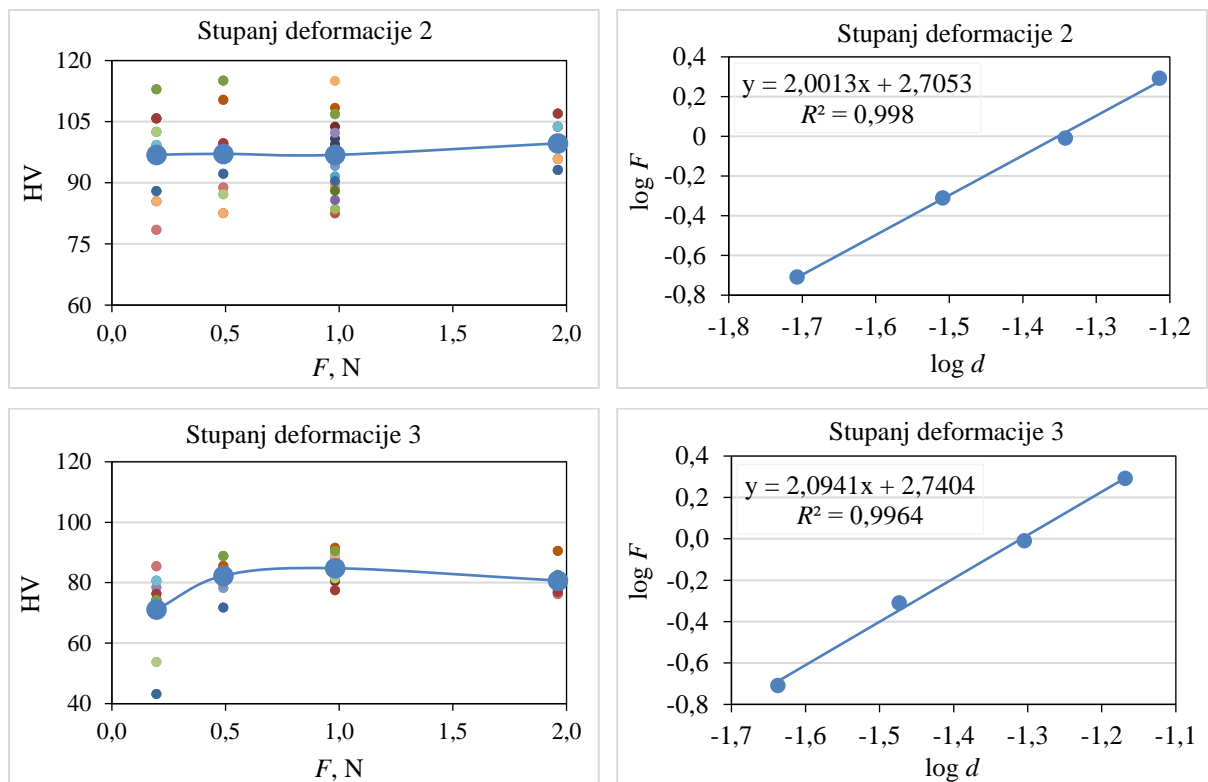 Stupanj deformacije 2
120
105
90
75
60
HV
0,0 0,5 1,0 1,5 2,0
F, N
Stupanj deformacije 2
y = 2,0013x + 2,7053
R² = 0,998
0,4
0,2
0
-0,2
-0,4
-0,6
-0,8
log F
-1,8 -1,7 -1,6 -1,5 -1,4 -1,3 -1,2
log d
Stupanj deformacije 3
120
100
80
60
40
HV
0,0 0,5 1,0 1,5 2,0
F, N
Stupanj deformacije 3
y = 2,0941x + 2,7404
R² = 0,9964
0,4
0,2
0,0
-0,2
-0,4
-0,6
-0,8
log F
-1,7 -1,6 -1,5 -1,4 -1,3 -1,2 -1,1
log d